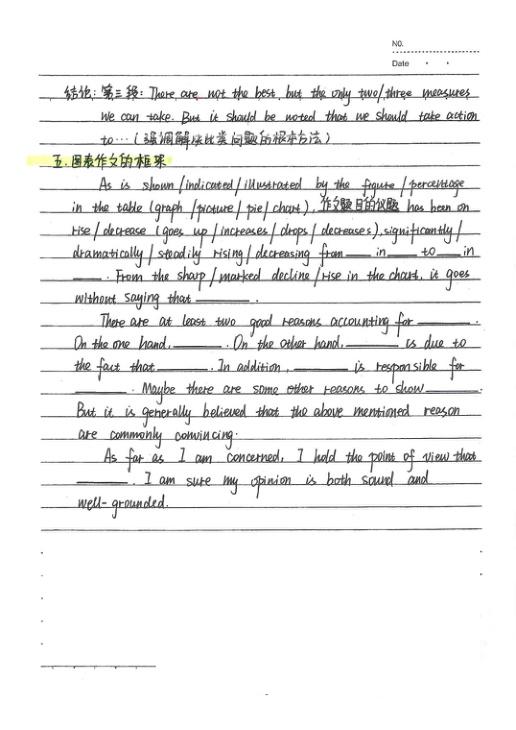 NO.
Date
结论: 第三段: There are not the best, but the only two/three measures
we can take. But it should be noted that we should take action
to…(强调解决此类问题的根本方法)
五.图表作文的框架
As is shown/indicated/illustrated by the figure/percentage
in the table (graph/picture/pie/chart), 作文题目的议题 has been on
rise/decrease (goes up/increases/drops/decreases), significantly/
dramatically/steadily rising/decreasing from ___ in ___ to ___ in
___. From the sharp/marked decline/rise in the chart, it goes
without saying that ___.
There are at least two good reasons accounting for ___.
On the one hand, ___. On the other hand, ___ is due to
the fact that ___. In addition, ___ is responsible for
___. Maybe there are some other reasons to show ___.
But it is generally believed that the above mentioned reason
are commonly convincing.
As far as I am concerned, I hold the point of view that
___. I am sure my opinion is both sound and
well-grounded.